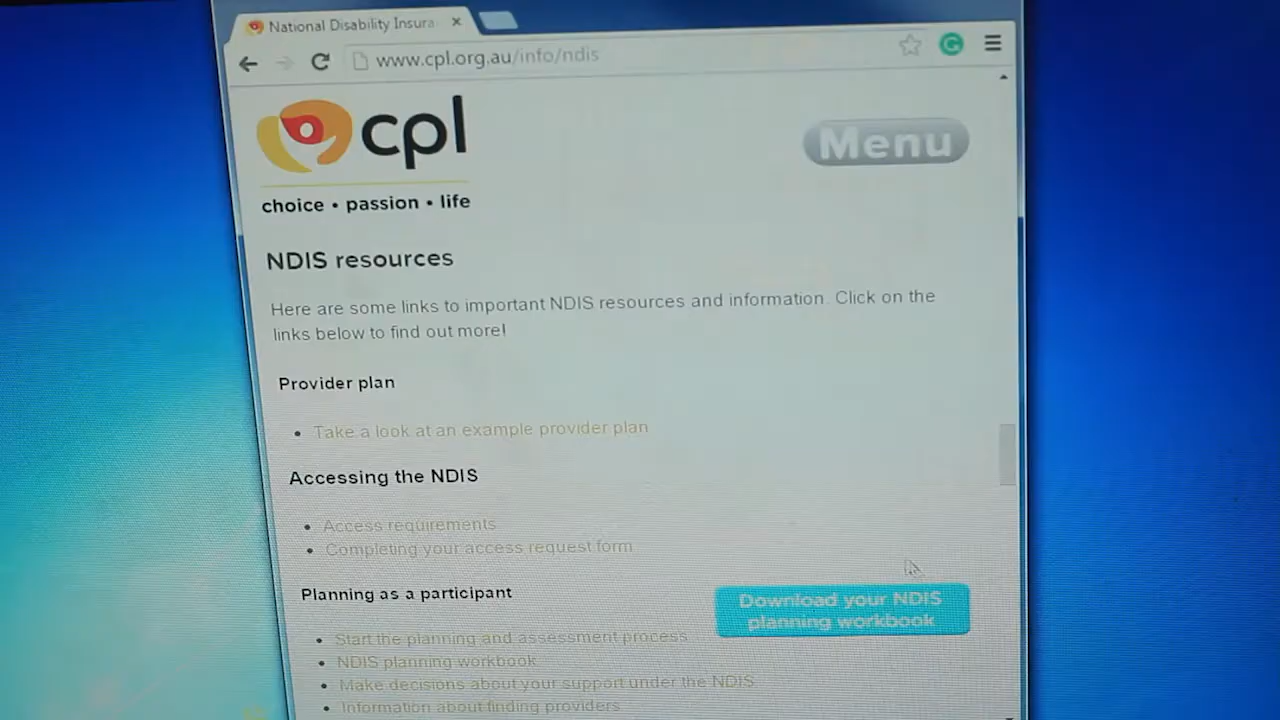 National Disability Insura
www.cpl.org.au/info/ndis
cpl
Menu
choice • passion • life
NDIS resources
Here are some links to important NDIS resources and information. Click on the
links below to find out more!
Provider plan
• Take a look at an example provider plan
Accessing the NDIS
• Access requirements
• Completing your access request form
Planning as a participant
Download your NDIS
planning workbook
• Start the planning and assessment process
• NDIS planning workbook
• Make decisions about your support under the NDIS
• Information about finding providers